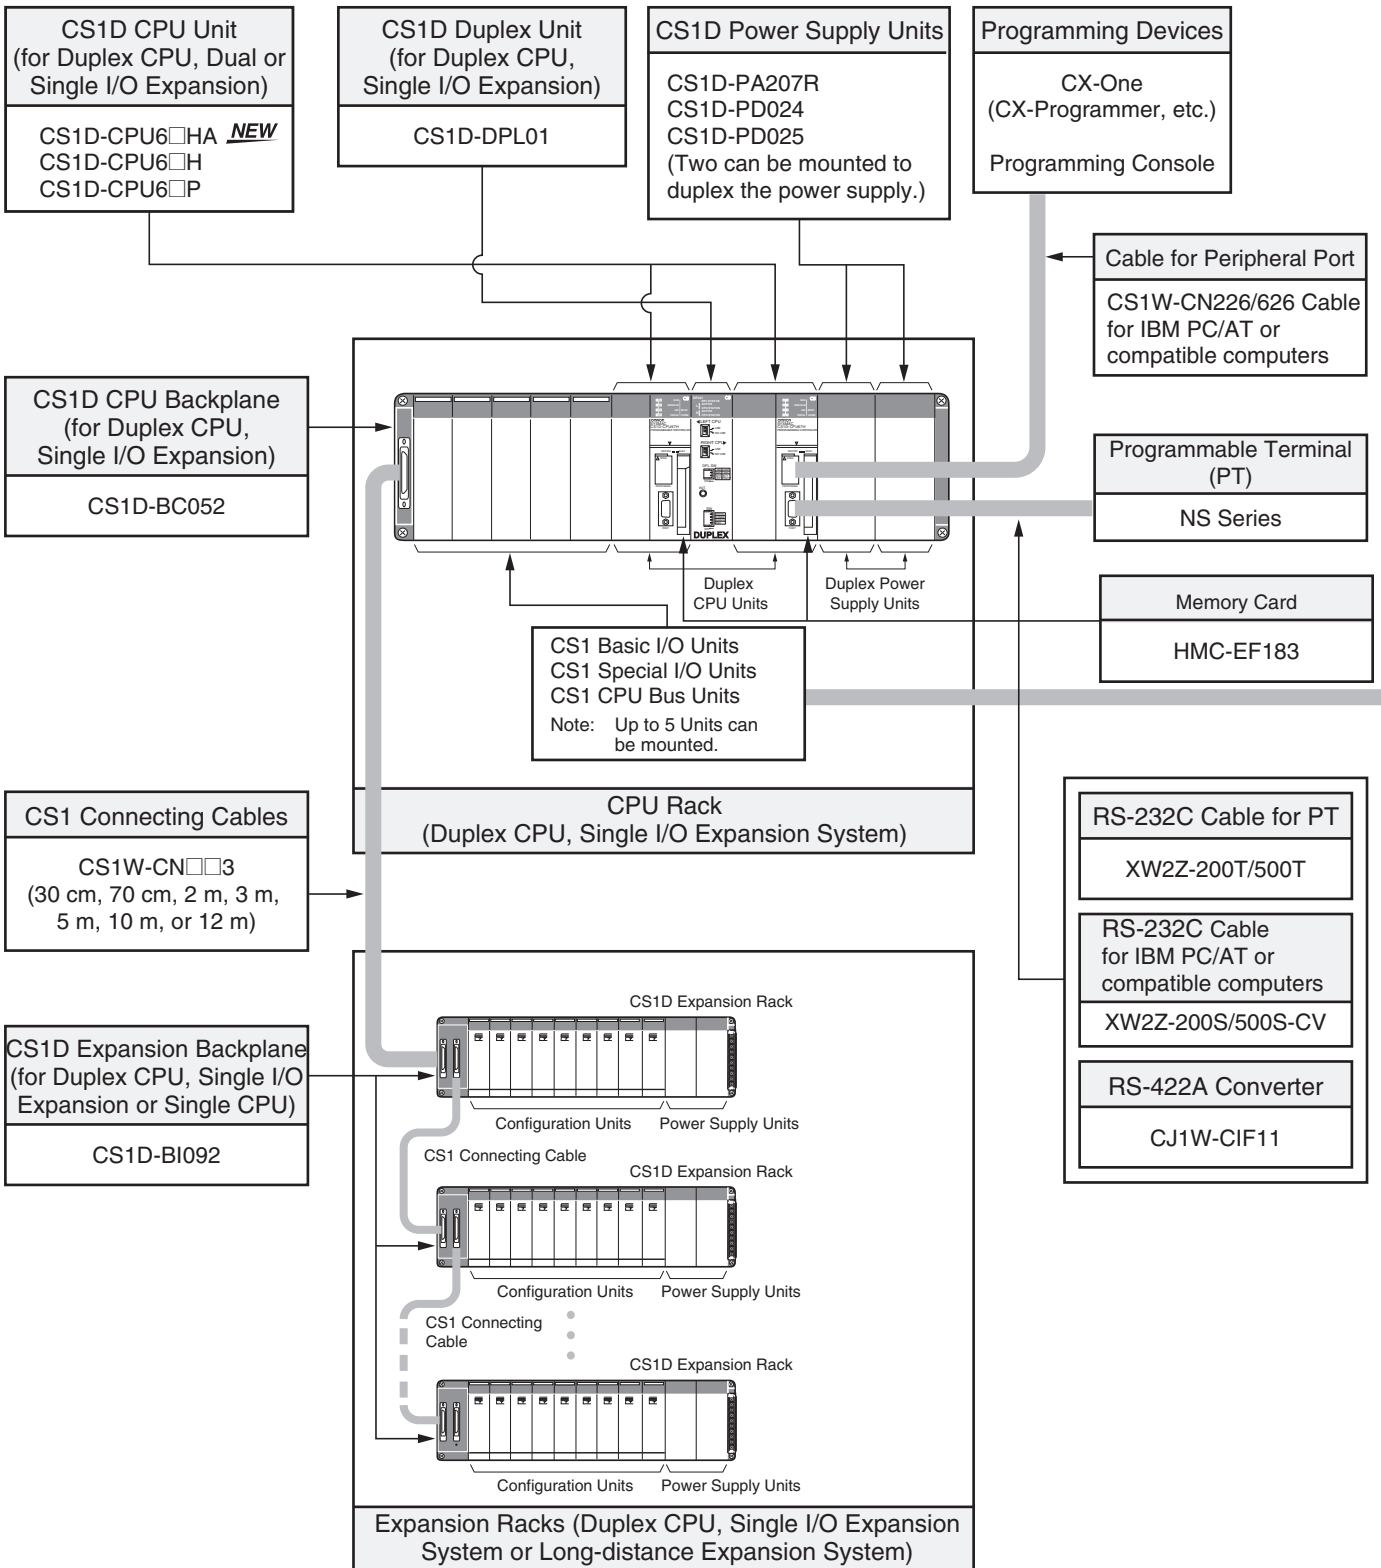 CS1D CPU Unit
(for Duplex CPU, Dual or
Single I/O Expansion)
CS1D-CPU6□HA NEW
CS1D-CPU6□H
CS1D-CPU6□P
CS1D Duplex Unit
(for Duplex CPU,
Single I/O Expansion)
CS1D-DPL01
CS1D Power Supply Units
CS1D-PA207R
CS1D-PD024
CS1D-PD025
(Two can be mounted to
duplex the power supply.)
Programming Devices
CX-One
(CX-Programmer, etc.)
Programming Console
Cable for Peripheral Port
CS1W-CN226/626 Cable
for IBM PC/AT or
compatible computers
CS1D CPU Backplane
(for Duplex CPU,
Single I/O Expansion)
CS1D-BC052
LEFT CPU
RIGHT CPU
DUPLEX
Programmable Terminal
(PT)
NS Series
Duplex
CPU Units
Duplex Power
Supply Units
Memory Card
HMC-EF183
CS1 Basic I/O Units
CS1 Special I/O Units
CS1 CPU Bus Units
Note: Up to 5 Units can
be mounted.
CPU Rack
(Duplex CPU, Single I/O Expansion System)
CS1 Connecting Cables
CS1W-CN□□3
(30 cm, 70 cm, 2 m, 3 m,
5 m, 10 m, or 12 m)
RS-232C Cable for PT
XW2Z-200T/500T
RS-232C Cable
for IBM PC/AT or
compatible computers
XW2Z-200S/500S-CV
RS-422A Converter
CJ1W-CIF11
CS1D Expansion Backplane
(for Duplex CPU, Single I/O
Expansion or Single CPU)
CS1D-BI092
CS1D Expansion Rack
Configuration Units
Power Supply Units
CS1 Connecting Cable
CS1D Expansion Rack
Configuration Units
Power Supply Units
CS1 Connecting
Cable
CS1D Expansion Rack
Configuration Units
Power Supply Units
Expansion Racks (Duplex CPU, Single I/O Expansion
System or Long-distance Expansion System)